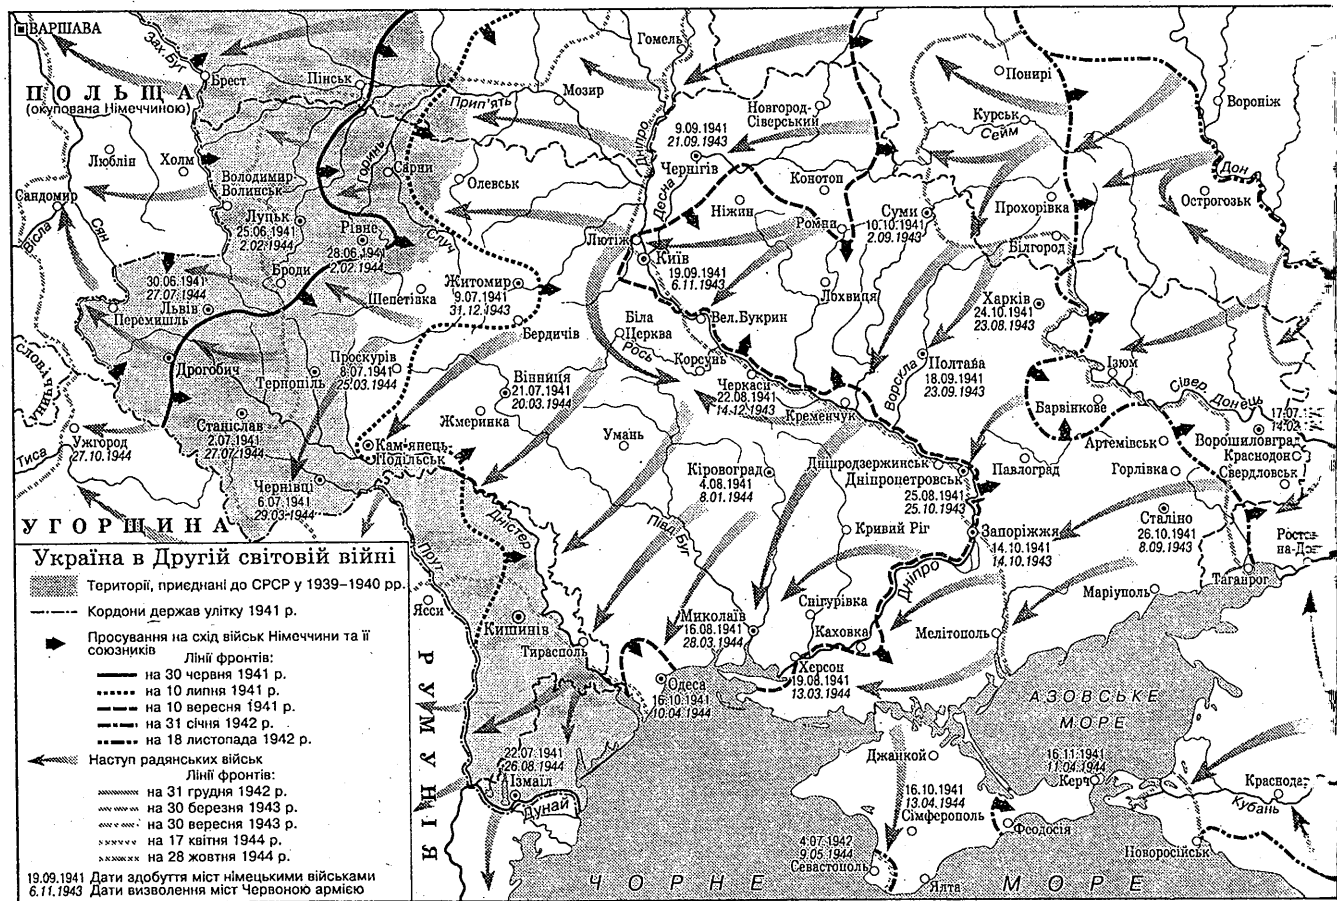 ВАРШАВА
ПОЛЬЩА
(окупована Німеччиною)
Зах. Буг
Брест
Пінськ
Прип'ять
Мозир
Гомель
Дніпро
Новгород-
Сіверський
9.09.1941
21.09.1943
Чернігів
Десна
Понирі
Курськ
Сейм
Вороніж
Дон
Острогозьк
Люблін
Холм
Сандомир
Вісла
Сян
Володимир-
Волинськ
Луцьк
25.06.1941
2.02.1944
Горинь
Сарни
Олевськ
Рівне
28.06.1941
2.02.1944
Случ
Броди
Шепетівка
Житомир
9.07.1941
31.12.1943
Бердичів
Лютіж
Київ
19.09.1941
6.11.1943
Ніжин
Конотоп
Ромни
Суми
10.10.1941
2.09.1943
Прохорівка
Білгород
Лохвиця
Харків
24.10.1941
23.08.1943
30.06.1941
27.07.1944
Львів
Перемишль
Дрогобич
Тернопіль
Проскурів
8.07.1941
25.03.1944
Вінниця
21.07.1941
20.03.1944
Жмеринка
Біла
Церква
Рось
Вел.Букрин
Корсунь
Черкаси
22.08.1941
14.12.1943
Кременчук
Ворскла
Полтава
18.09.1941
23.09.1943
Ізюм
Барвінкове
Сівер. Донець
17.07.
14.02.
Ворошиловград
Краснодон
Свердловськ
Артемівськ
Горлівка
СЛОВА-
Ужгород
27.10.1944
Тиса
УГОРЩИНА
Станіслав
2.07.1941
27.07.1944
Чернівці
6.07.1941
29.03.1944
Кам'янець-
Подільськ
Умань
Кіровоград
4.08.1941
8.01.1944
Дніпродзержинськ
Дніпропетровськ
25.08.1941
25.10.1943
Павлоград
Сталіно
26.10.1941
8.09.1943
Дністер
Півд. Буг
Кривий Ріг
Запоріжжя
14.10.1941
14.10.1943
Ростов-
на-Дон
Таганрог
Маріуполь
Прут
Ясси
Кишинів
Тирасполь
РУМУНІЯ
Миколаїв
16.08.1941
28.03.1944
Снігурівка
Каховка
Дніпро
Мелітополь
Херсон
19.08.1941
13.03.1944
Одеса
16.10.1941
10.04.1944
АЗОВСЬКЕ
МОРЕ
22.07.1941
26.08.1944
Ізмаїл
Дунай
Джанкой
16.10.1941
13.04.1944
Сімферополь
16.11.1941
11.04.1944
Керч
Краснодар
Кубань
Феодосія
4.07.1942
9.05.1944
Севастополь
Ялта
Новоросійськ
ЧОРНЕ МОРЕ
Україна в Другій світовій війні
Території, приєднані до СРСР у 1939–1940 рр.
Кордони держав улітку 1941 р.
Просування на схід військ Німеччини та її
союзників
Лінії фронтів:
на 30 червня 1941 р.
на 10 липня 1941 р.
на 10 вересня 1941 р.
на 31 січня 1942 р.
на 18 листопада 1942 р.
Наступ радянських військ
Лінії фронтів:
на 31 грудня 1942 р.
на 30 березня 1943 р.
на 30 вересня 1943 р.
на 17 квітня 1944 р.
на 28 жовтня 1944 р.
19.09.1941 Дати здобуття міст німецькими військами
6.11.1943 Дати визволення міст Червоною армією